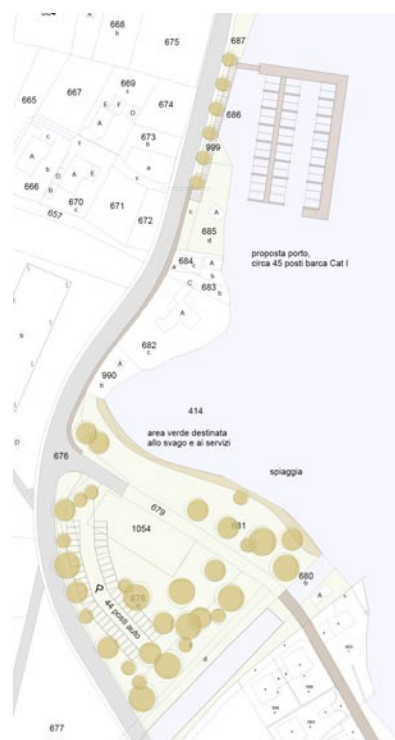 668
b
A
675
687
669
c
667
E
F
D
674
665
A
686
673
b
999
c
f
A
b
D
A
E
a
c
666
B
670
c
671
672
657
c
A
685
d
proposta porto,
circa 45 posti barca Cat I
684
a
c
A
b
C
683
b
A
b
682
c
A
990
b
414
area verde destinata
allo svago e ai servizi
D
676
spiaggia
679
1054
681
680
b
A
P
44 posti auto
678
d
677